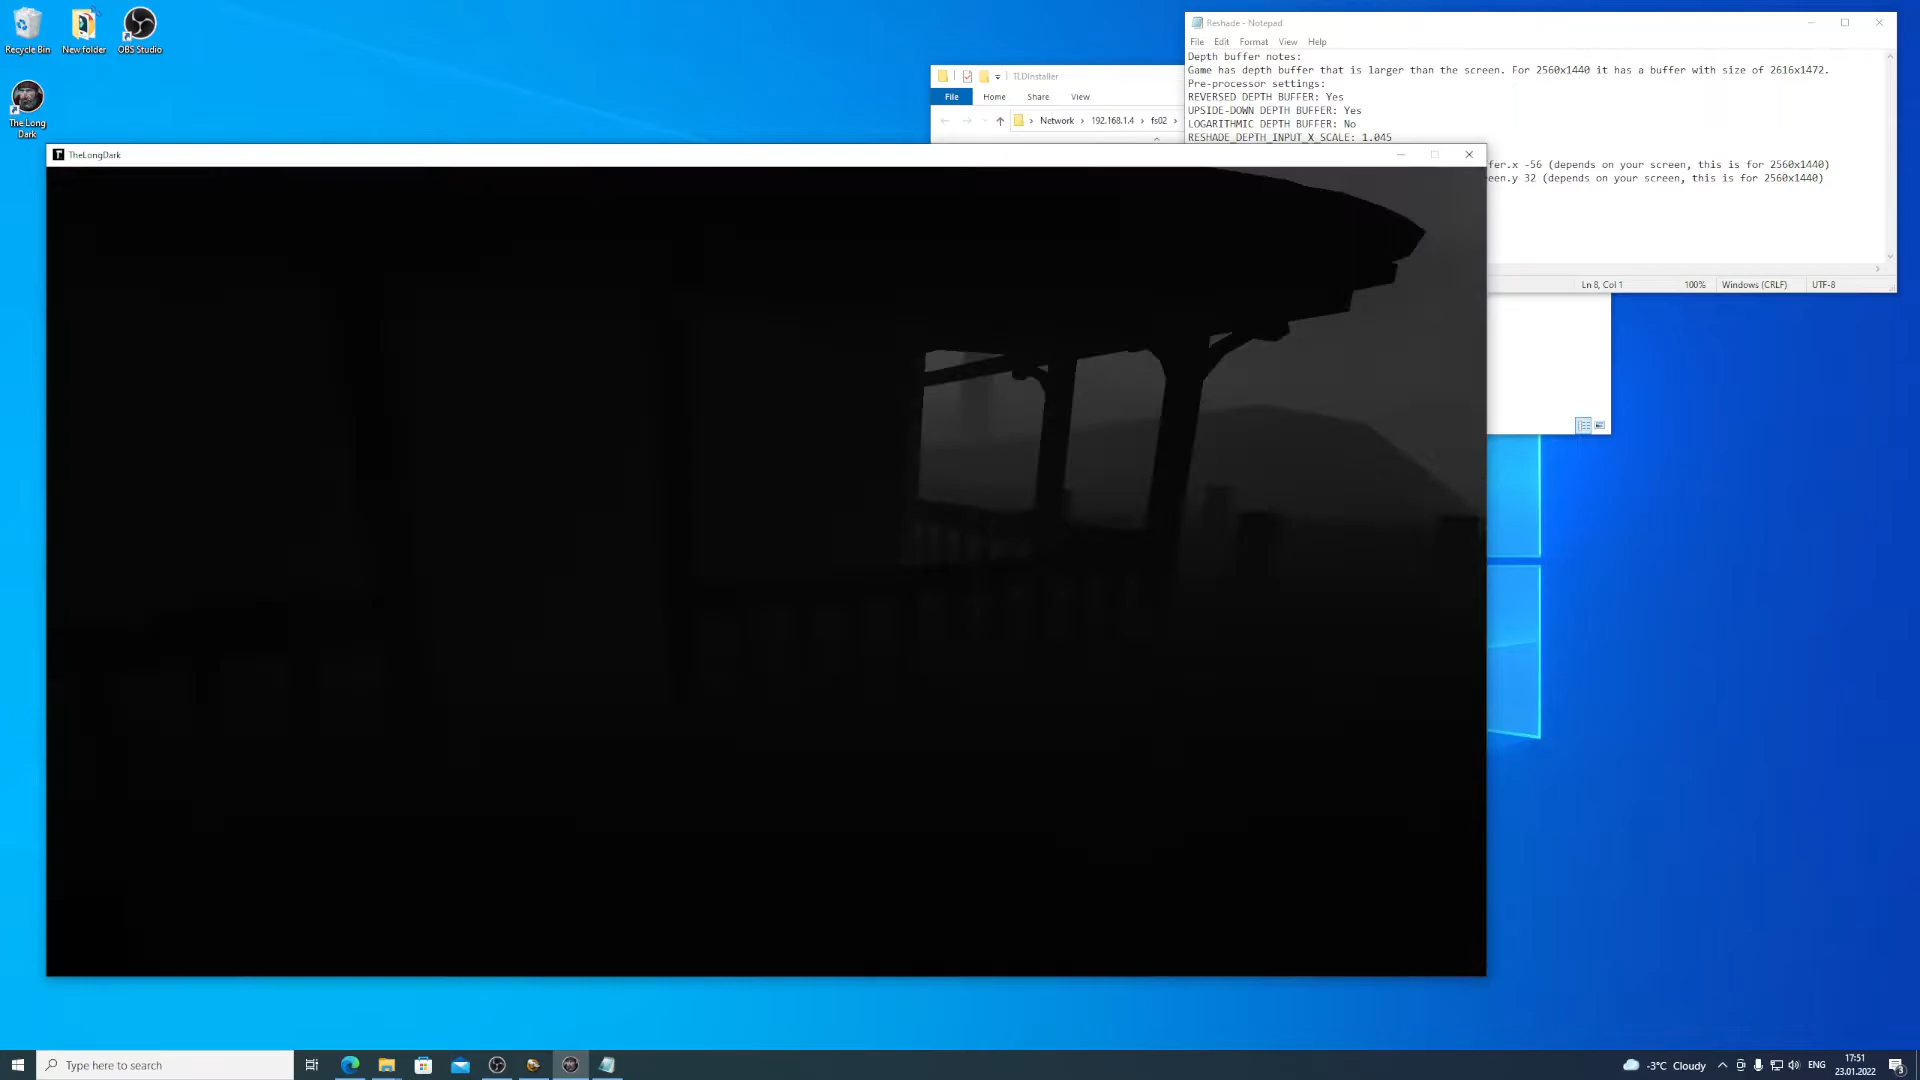 Recycle Bin
New folder
OBS Studio
The Long
Dark
Reshade - Notepad
File Edit Format View Help
Depth buffer notes:
Game has depth buffer that is larger than the screen. For 2560x1440 it has a buffer with size of 2616x1472.
Pre-processor settings:
REVERSED DEPTH BUFFER: Yes
UPSIDE-DOWN DEPTH BUFFER: Yes
LOGARITHMIC DEPTH BUFFER: No
RESHADE_DEPTH_INPUT_X_SCALE: 1.045
fer.x -56 (depends on your screen, this is for 2560x1440)
een.y 32 (depends on your screen, this is for 2560x1440)
Ln 8, Col 1 100% Windows (CRLF) UTF-8
TLDInstaller
File Home Share View
Network › 192.168.1.4 › fs02 ›
TheLongDark
Type here to search
-3°C Cloudy
ENG
17:51
23.01.2022
3